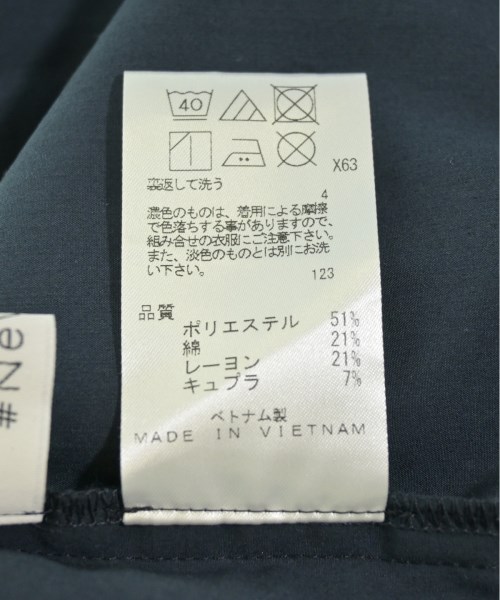 40
X63
裏返して洗う
4
濃色のものは、着用による摩擦
で色落ちする事がありますので、
組み合せの衣服にご注意下さい。
また、淡色のものとは別にお洗
い下さい。
123
品質
ポリエステル 51%
綿 21%
レーヨン 21%
キュプラ 7%
ベトナム製
MADE IN VIETNAM
#Ne